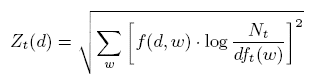 Z_t(d) = \sqrt{\sum_w \left[ f(d, w) \cdot \log \frac{N_t}{df_t(w)} \right]^2}